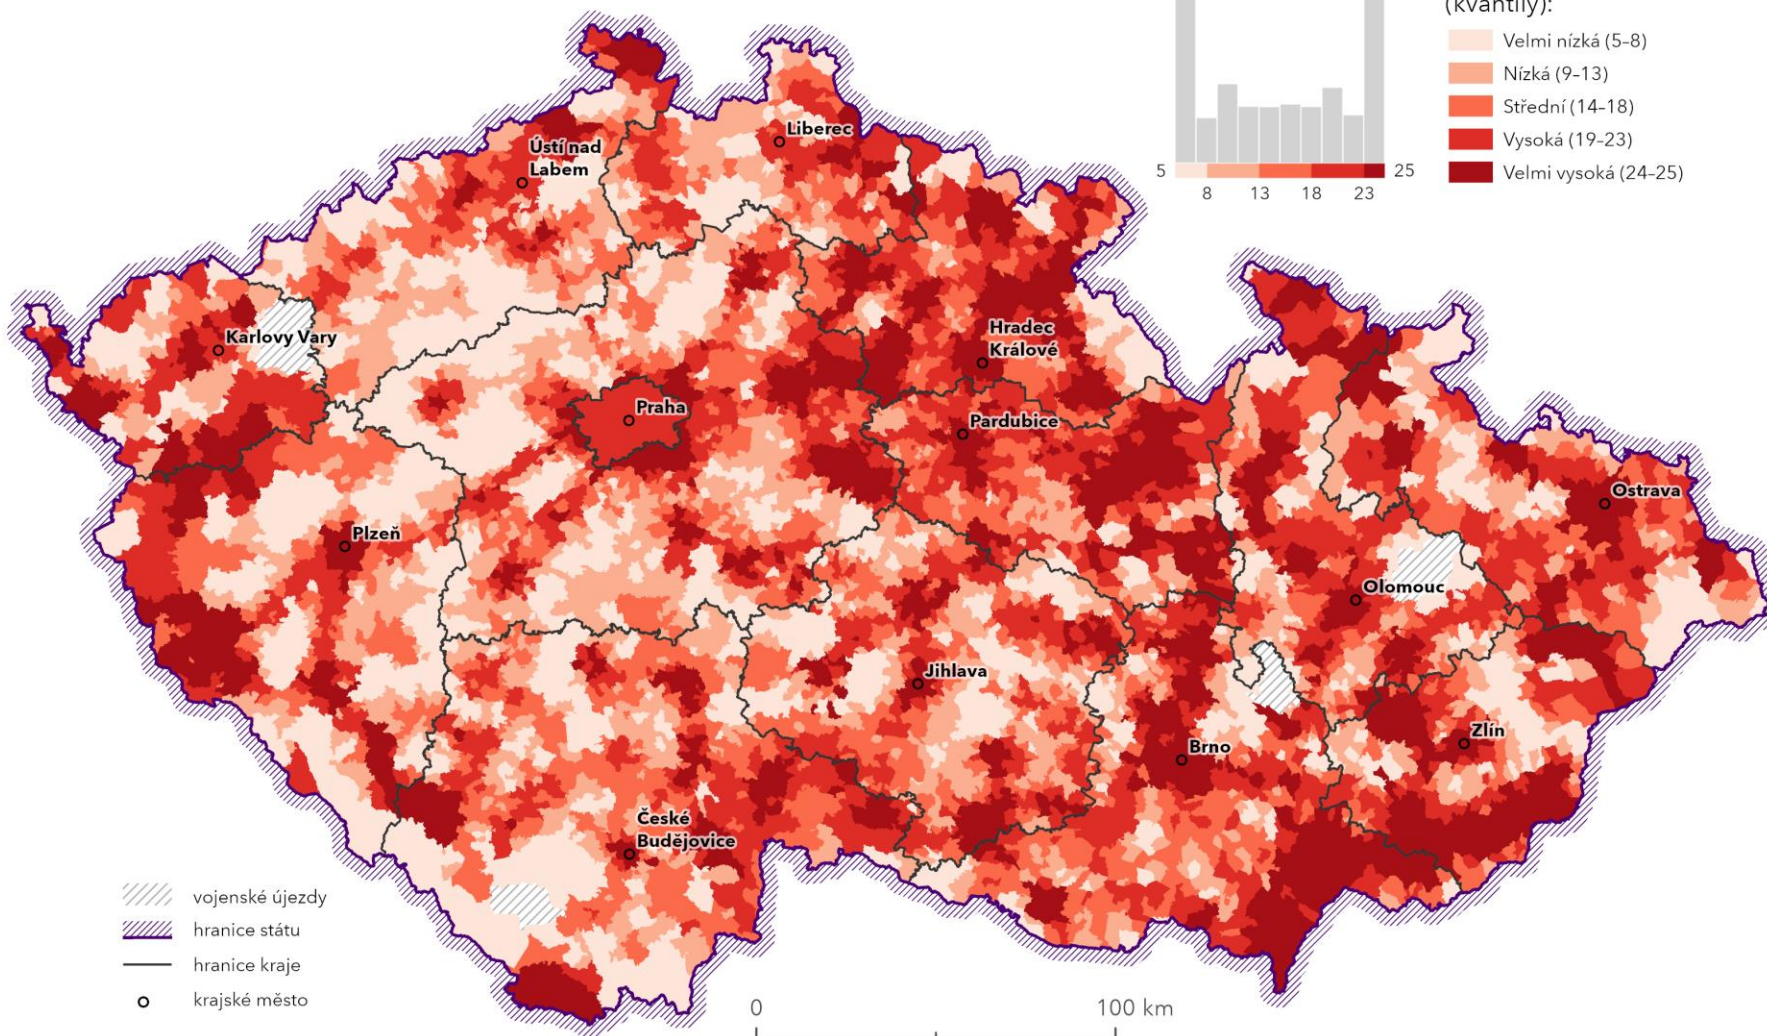 (kvantily):
Velmi nízká (5–8)
Nízká (9–13)
Střední (14–18)
Vysoká (19–23)
Velmi vysoká (24–25)
5
25
8
13
18
23
Liberec
Ústí nad
Labem
Karlovy Vary
Hradec
Králové
Praha
Pardubice
Ostrava
Plzeň
Olomouc
Jihlava
Zlín
Brno
České
Budějovice
vojenské újezdy
hranice státu
hranice kraje
krajské město
0
100 km